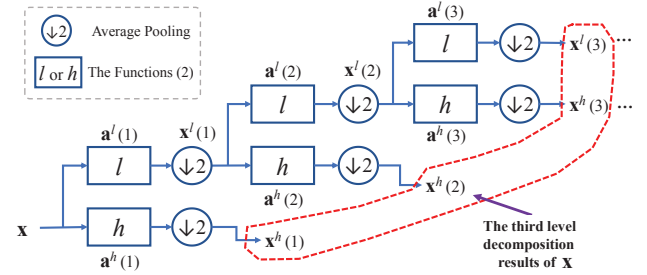 ↓2 Average Pooling
l or h The Functions (2)
a^l(3)
l ↓2 x^l(3) ...
a^l(2) x^l(2)
l ↓2 h ↓2 x^h(3) ...
a^h(3)
a^l(1) x^l(1)
l ↓2 h ↓2 x^h(2)
a^h(2)
x h ↓2 x^h(1)
a^h(1)
The third level
decomposition
results of x